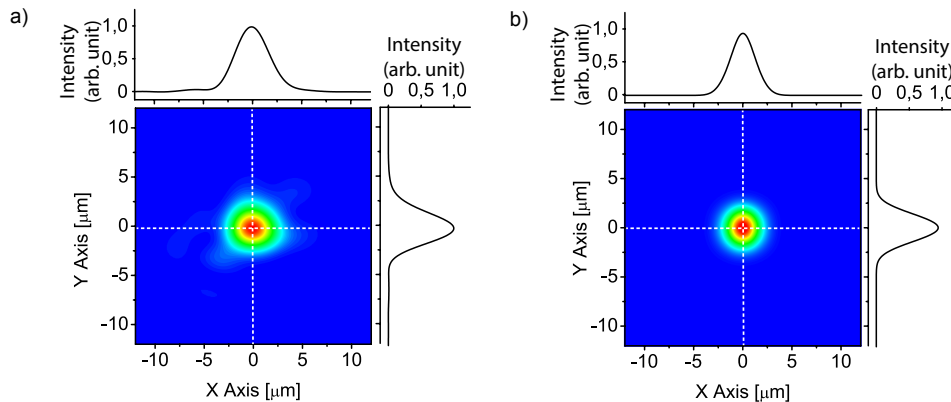 a)
Intensity
(arb. unit)
1,0
0,5
0
Intensity
(arb. unit)
0 0,5 1,0
Y Axis [μm]
10
5
0
-5
-10
-10 -5 0 5 10
X Axis [μm]
b)
Intensity
(arb. unit)
1,0
0,5
0
Intensity
(arb. unit)
0 0,5 1,0
Y Axis [μm]
10
5
0
-5
-10
-10 -5 0 5 10
X Axis [μm]